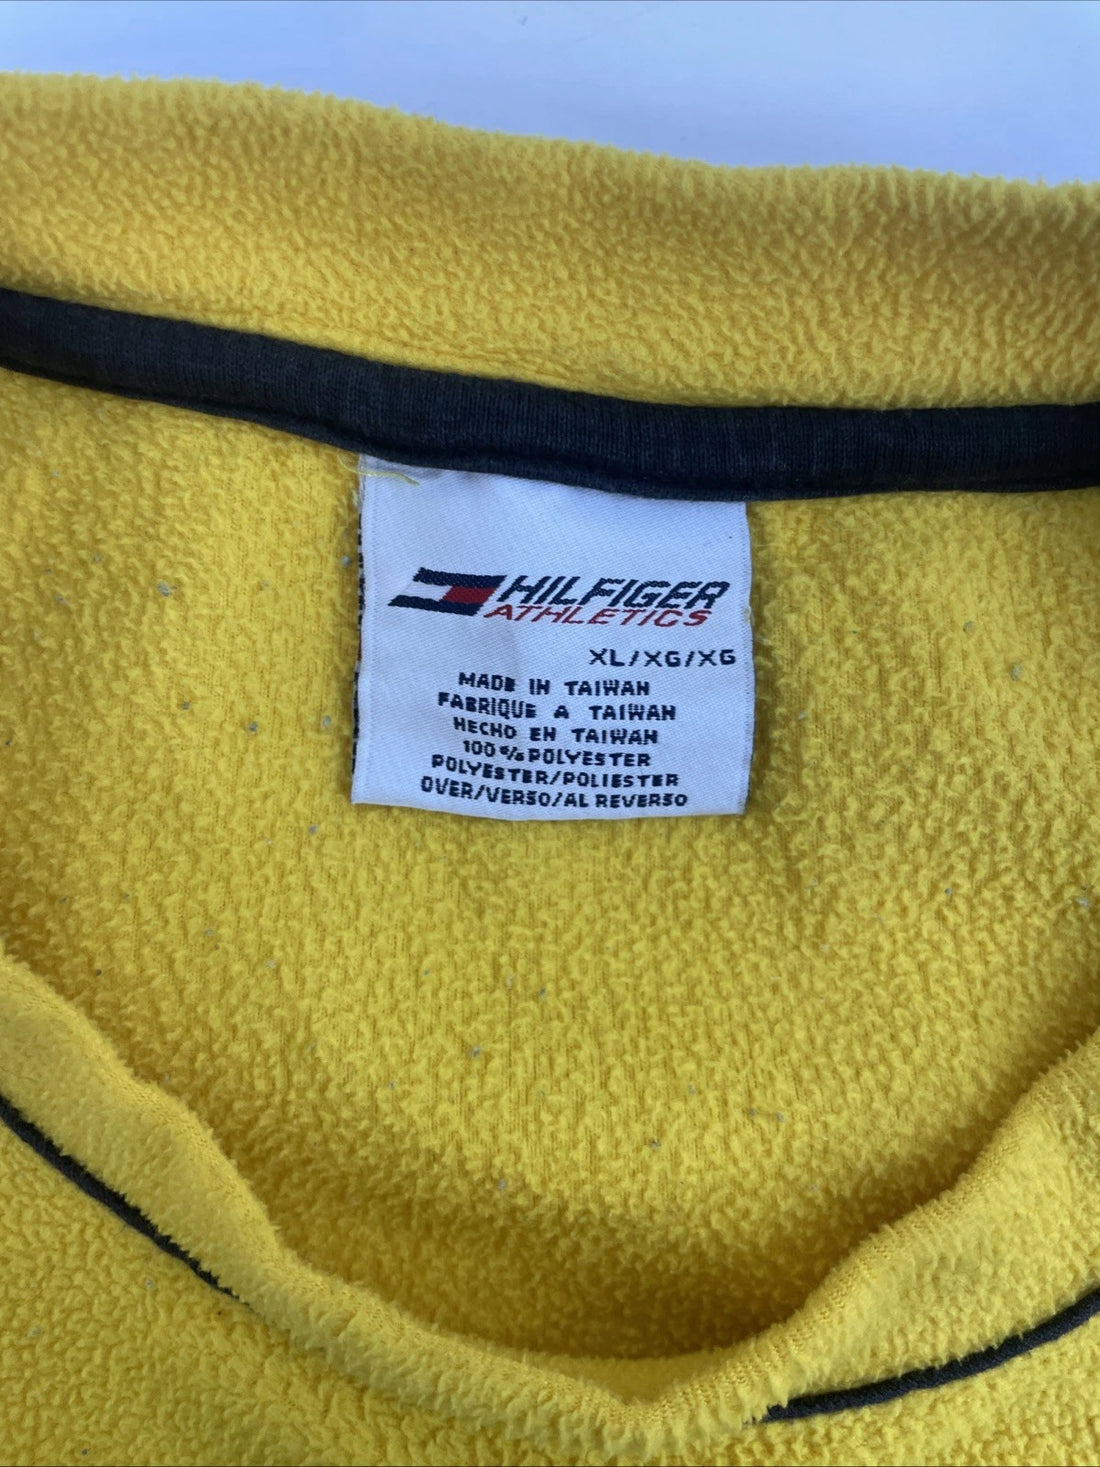 HILFIGER
ATHLETICS
XL/XG/XG
MADE IN TAIWAN
FABRIQUE A TAIWAN
HECHO EN TAIWAN
100% POLYESTER
POLYESTER/POLIESTER
OVER/VERSO/AL REVERSO